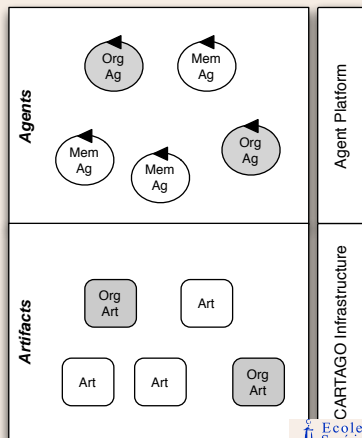 Agents
Org
Ag
Mem
Ag
Mem
Ag
Mem
Ag
Org
Ag
Agent Platform
Artifacts
Org
Art
Art
Art
Art
Org
Art
CARTAGO Infrastructure
Ecole